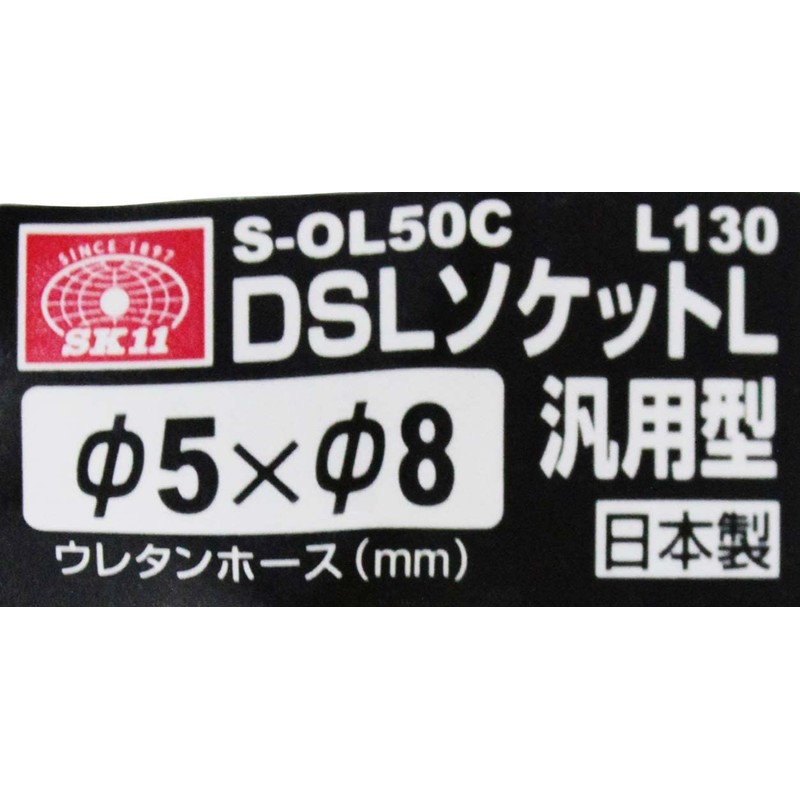 SINCE 1897
SK11
S-OL50C L130
DSLソケットL
φ5×φ8
汎用型
ウレタンホース(mm)
日本製